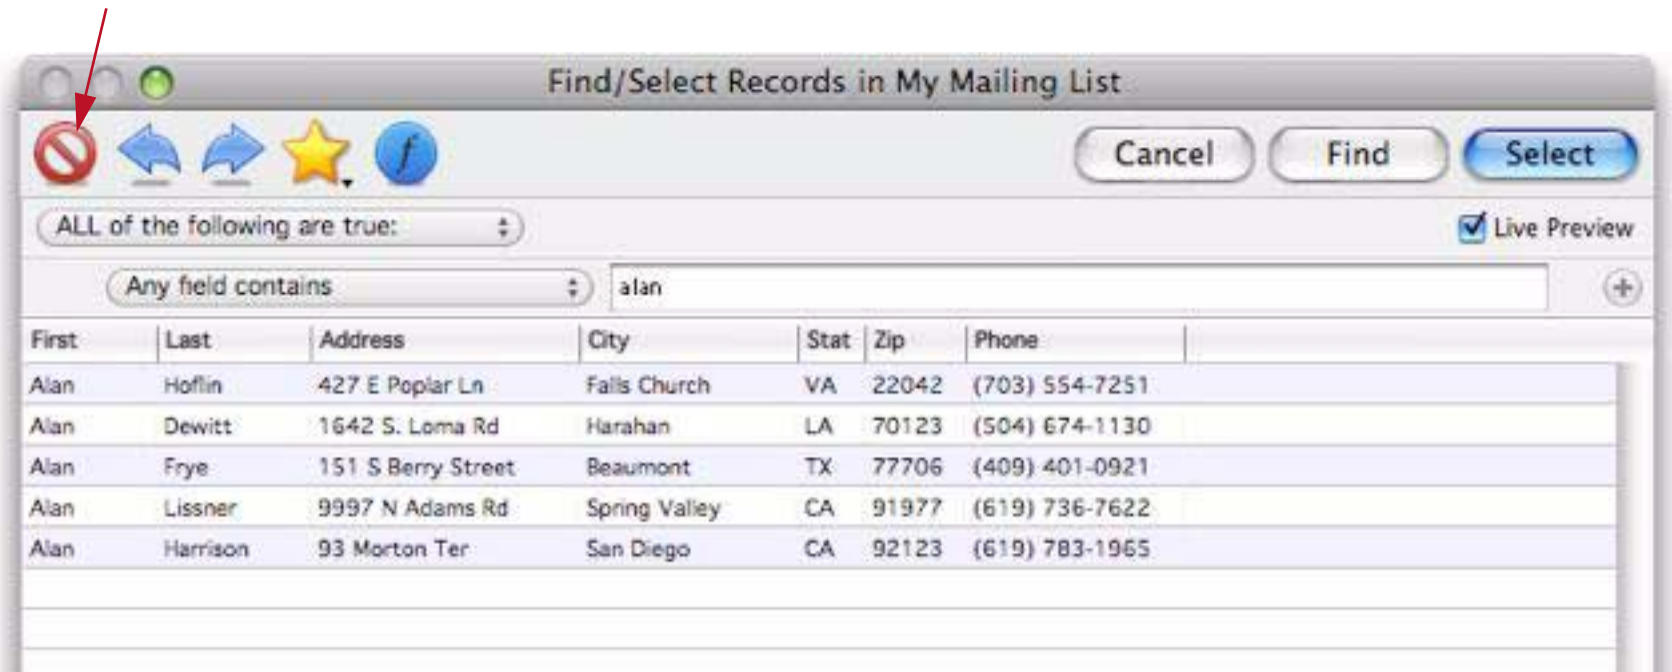 Find/Select Records in My Mailing List
f Cancel Find Select
ALL of the following are true: Live Preview
Any field contains alan
First Last Address City Stat Zip Phone
Alan Hoflin 427 E Poplar Ln Falls Church VA 22042 (703) 554-7251
Alan Dewitt 1642 S. Loma Rd Harahan LA 70123 (504) 674-1130
Alan Frye 151 S Berry Street Beaumont TX 77706 (409) 401-0921
Alan Lissner 9997 N Adams Rd Spring Valley CA 91977 (619) 736-7622
Alan Harrison 93 Morton Ter San Diego CA 92123 (619) 783-1965